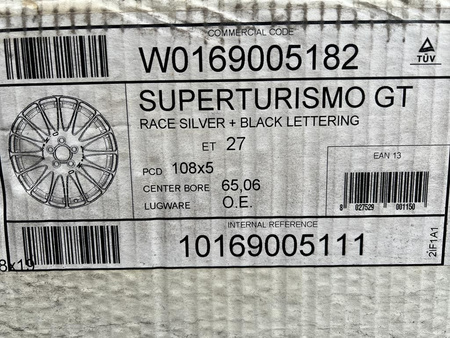 COMMERCIAL CODE
W0169005182
TÜV
SUPERTURISMO GT
RACE SILVER + BLACK LETTERING
ET 27
PCD 108x5
CENTER BORE 65,06
LUGWARE O.E.
EAN 13
8 027529 001150
INTERNAL REFERENCE
10169005111
2IF1A1
8x19